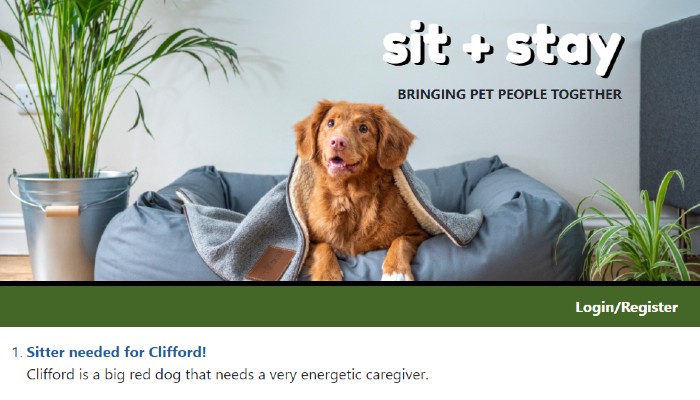 sit + stay
BRINGING PET PEOPLE TOGETHER
Login/Register
1. Sitter needed for Clifford!
Clifford is a big red dog that needs a very energetic caregiver.